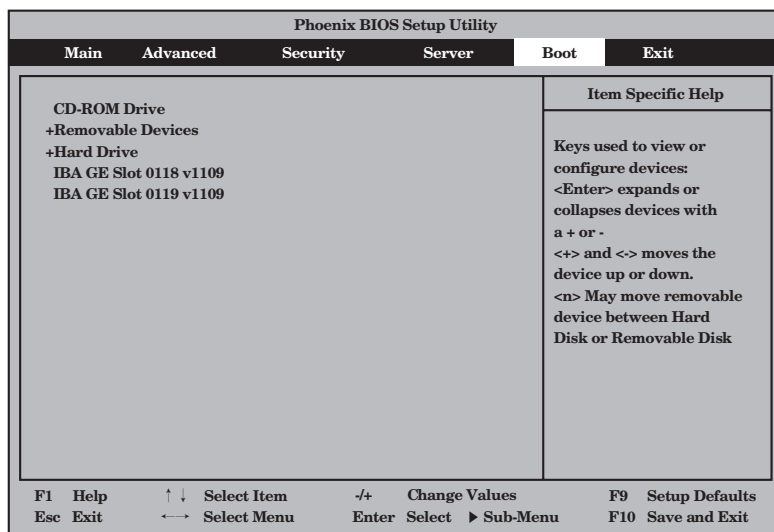 Phoenix BIOS Setup Utility
Main Advanced Security Server Boot Exit
CD-ROM Drive
+Removable Devices
+Hard Drive
IBA GE Slot 0118 v1109
IBA GE Slot 0119 v1109
Item Specific Help
Keys used to view or
configure devices:
<Enter> expands or
collapses devices with
a + or -
<+> and <-> moves the
device up or down.
<n> May move removable
device between Hard
Disk or Removable Disk
F1 Help ↑ ↓ Select Item -/+ Change Values F9 Setup Defaults
Esc Exit ←→ Select Menu Enter Select ▶ Sub-Menu F10 Save and Exit